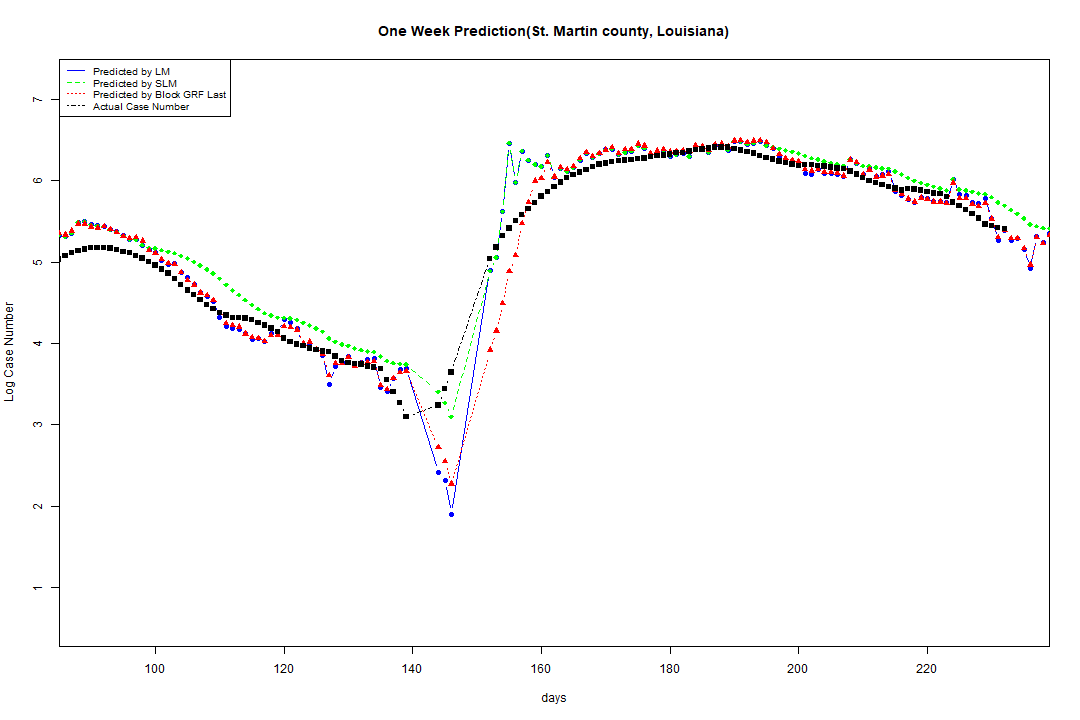 One Week Prediction(St. Martin county, Louisiana)
Predicted by LM
Predicted by SLM
Predicted by Block GRF Last
Actual Case Number
7
6
5
4
3
2
1
Log Case Number
100 120 140 160 180 200 220
days